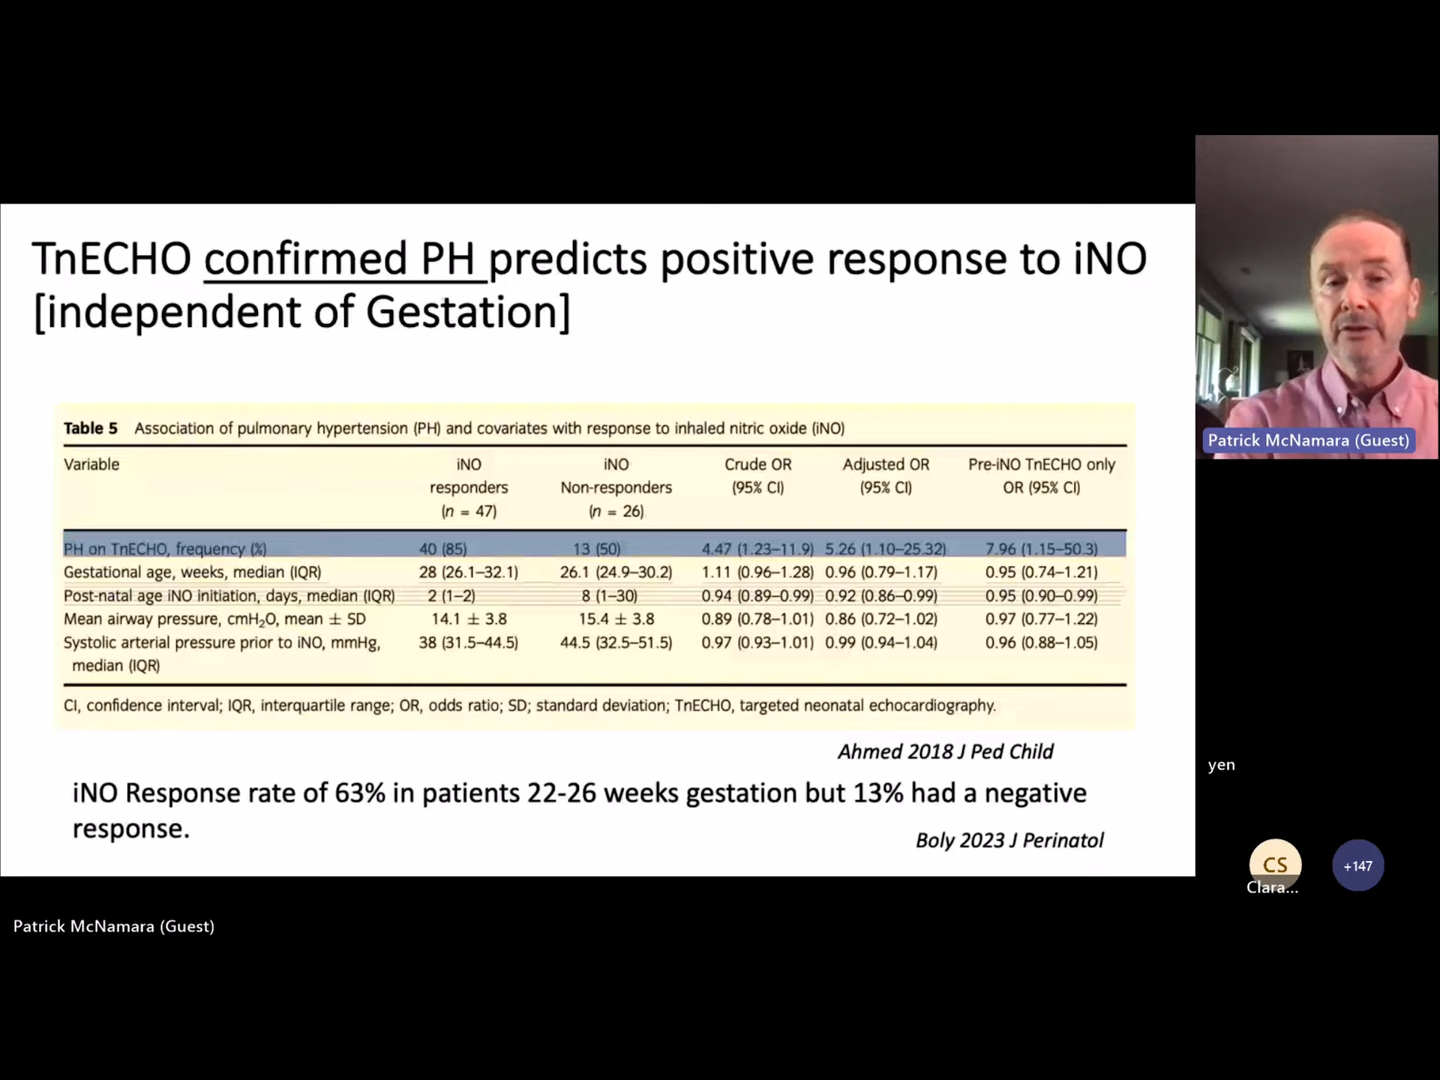 TnECHO confirmed PH predicts positive response to iNO
[independent of Gestation]
Table 5 Association of pulmonary hypertension (PH) and covariates with response to inhaled nitric oxide (iNO)
Variable iNO responders (n = 47) iNO Non-responders (n = 26) Crude OR (95% CI) Adjusted OR (95% CI) Pre-iNO TnECHO only OR (95% CI)
PH on TnECHO, frequency (%) 40 (85) 13 (50) 4.47 (1.23–11.9) 5.26 (1.10–25.32) 7.96 (1.15–50.3)
Gestational age, weeks, median (IQR) 28 (26.1–32.1) 26.1 (24.9–30.2) 1.11 (0.96–1.28) 0.96 (0.79–1.17) 0.95 (0.74–1.21)
Post-natal age iNO initiation, days, median (IQR) 2 (1–2) 8 (1–30) 0.94 (0.89–0.99) 0.92 (0.86–0.99) 0.95 (0.90–0.99)
Mean airway pressure, cmH₂O, mean ± SD 14.1 ± 3.8 15.4 ± 3.8 0.89 (0.78–1.01) 0.86 (0.72–1.02) 0.97 (0.77–1.22)
Systolic arterial pressure prior to iNO, mmHg, 38 (31.5–44.5) 44.5 (32.5–51.5) 0.97 (0.93–1.01) 0.99 (0.94–1.04) 0.96 (0.88–1.05)
median (IQR)
CI, confidence interval; IQR, interquartile range; OR, odds ratio; SD; standard deviation; TnECHO, targeted neonatal echocardiography.
Ahmed 2018 J Ped Child
iNO Response rate of 63% in patients 22-26 weeks gestation but 13% had a negative
response.
Boly 2023 J Perinatol
Patrick McNamara (Guest)
yen
CS
Clara...
+147
Patrick McNamara (Guest)